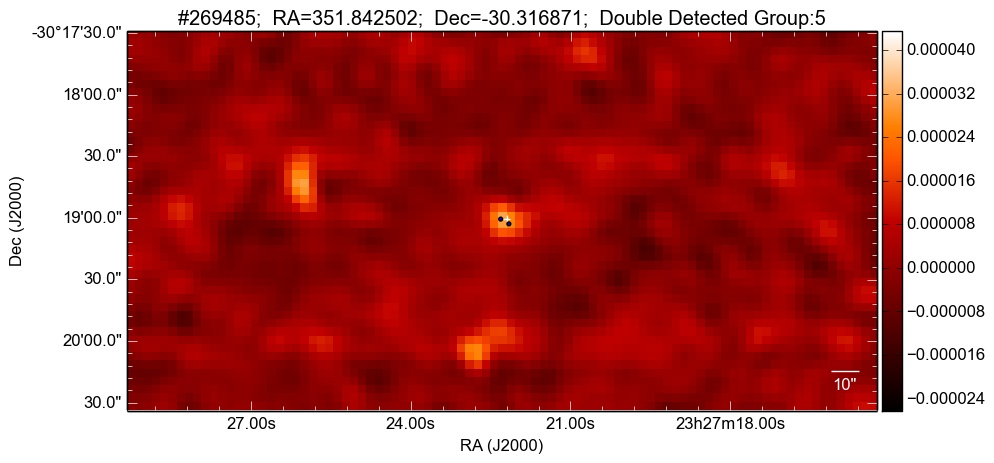 #269485;  RA=351.842502;  Dec=-30.316871;  Double Detected Group:5
-30°17'30.0"
18'00.0"
30.0"
19'00.0"
30.0"
20'00.0"
30.0"
Dec (J2000)
27.00s
24.00s
21.00s
23h27m18.00s
RA (J2000)
10"
0.000040
0.000032
0.000024
0.000016
0.000008
0.000000
−0.000008
−0.000016
−0.000024